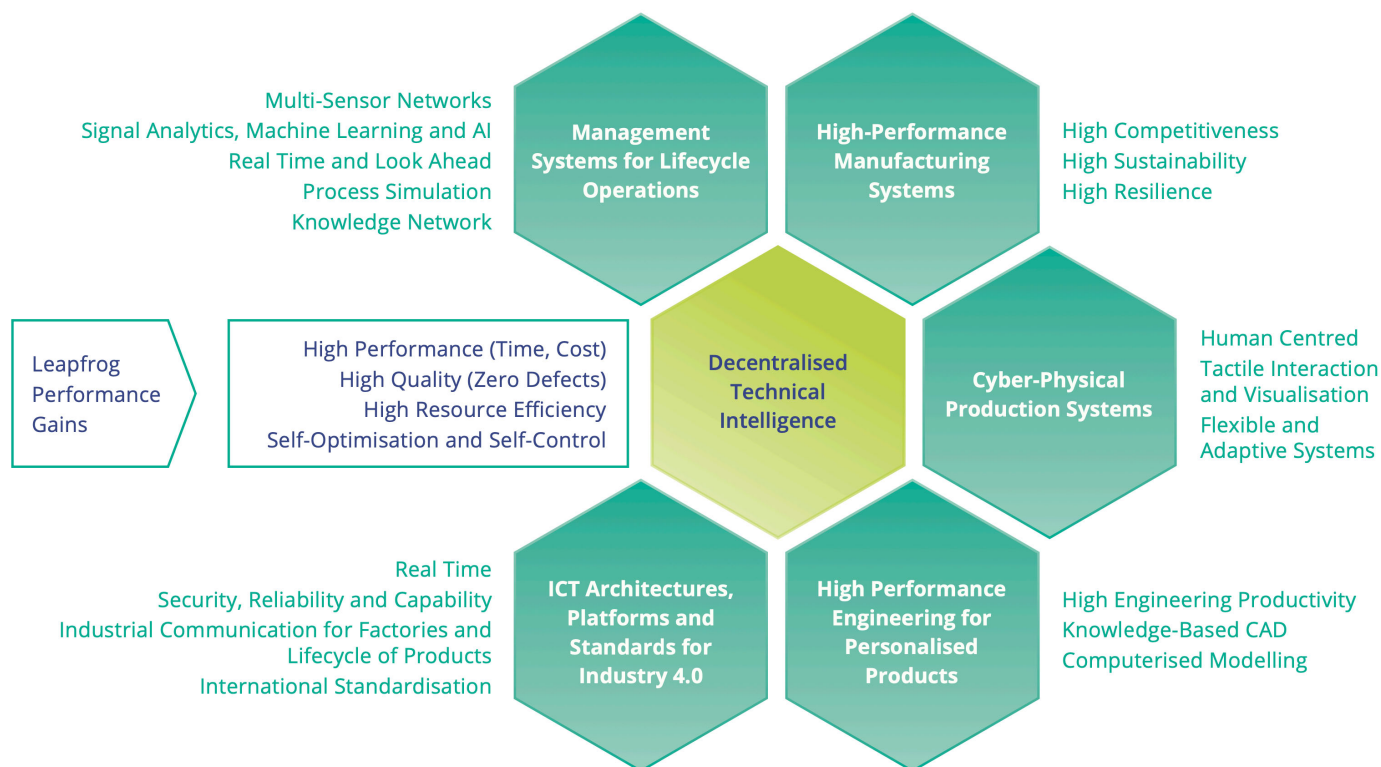 Multi-Sensor Networks
Signal Analytics, Machine Learning and AI
Real Time and Look Ahead
Process Simulation
Knowledge Network
Management
Systems for Lifecycle
Operations
High-Performance
Manufacturing
Systems
High Competitiveness
High Sustainability
High Resilience
Leapfrog
Performance
Gains
High Performance (Time, Cost)
High Quality (Zero Defects)
High Resource Efficiency
Self-Optimisation and Self-Control
Decentralised
Technical
Intelligence
Cyber-Physical
Production Systems
Human Centred
Tactile Interaction
and Visualisation
Flexible and
Adaptive Systems
Real Time
Security, Reliability and Capability
Industrial Communication for Factories and
Lifecycle of Products
International Standardisation
ICT Architectures,
Platforms and
Standards for
Industry 4.0
High Performance
Engineering for
Personalised
Products
High Engineering Productivity
Knowledge-Based CAD
Computerised Modelling